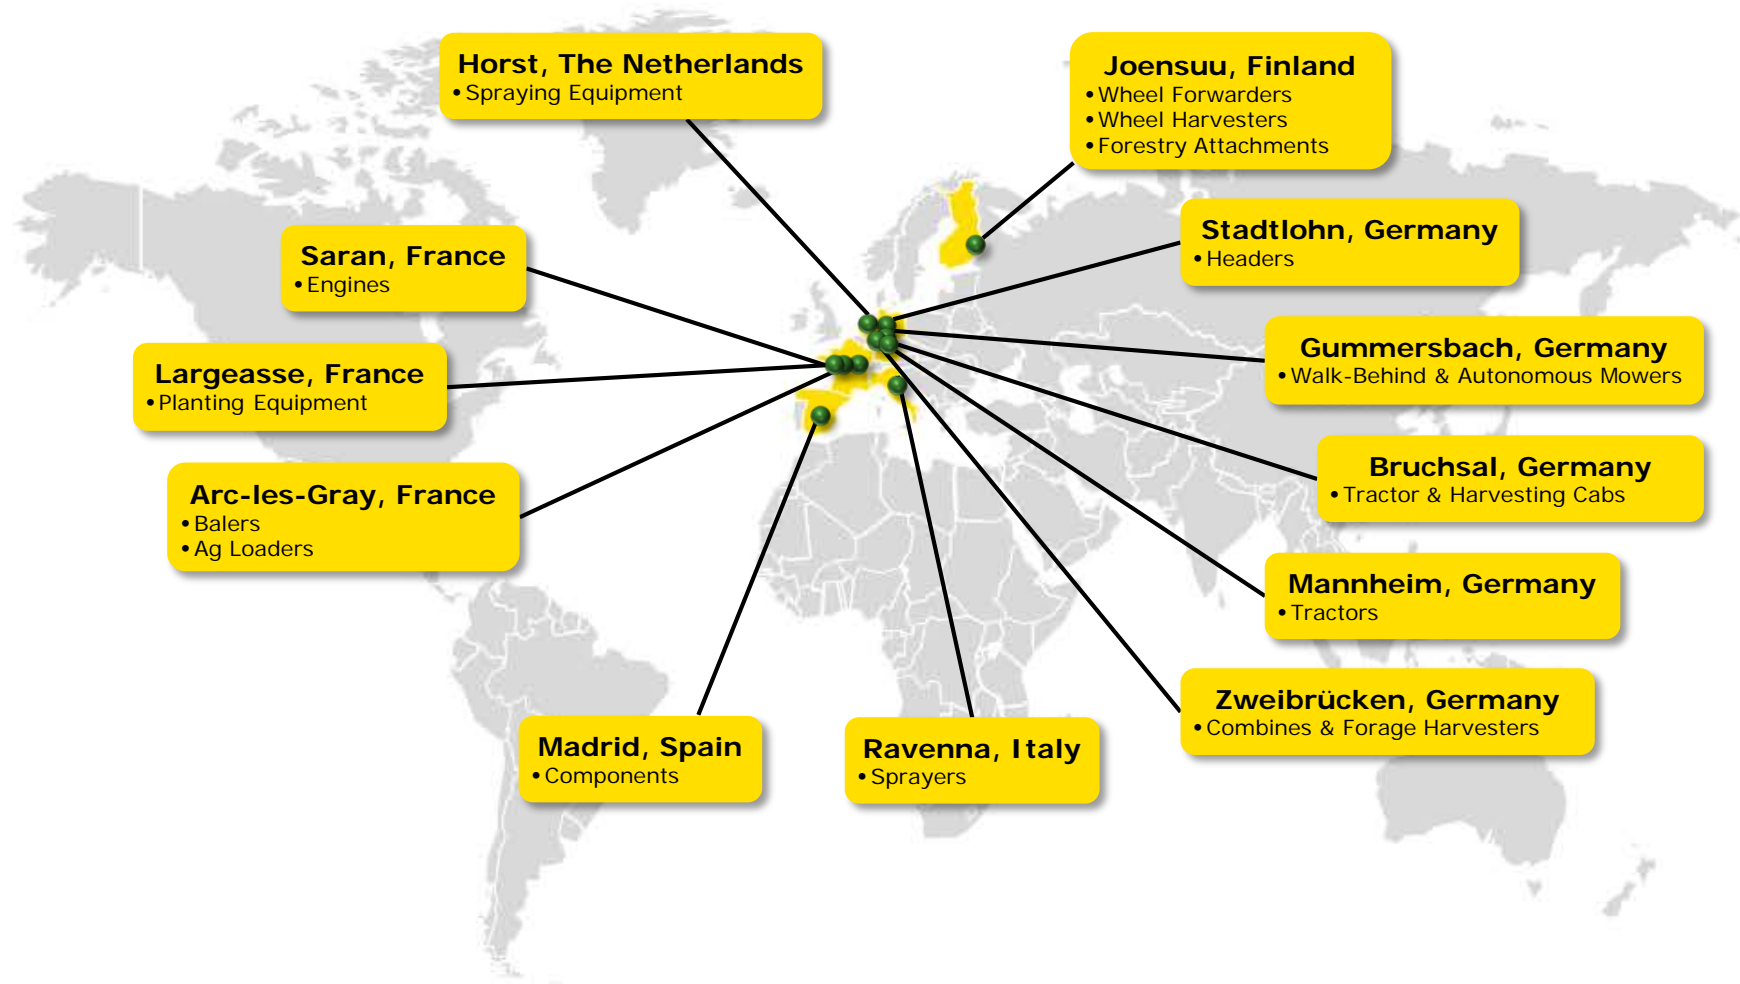 Horst, The Netherlands
•Spraying Equipment
Joensuu, Finland
•Wheel Forwarders
•Wheel Harvesters
•Forestry Attachments
Saran, France
•Engines
Stadtlohn, Germany
•Headers
Largeasse, France
•Planting Equipment
Gummersbach, Germany
•Walk-Behind & Autonomous Mowers
Arc-les-Gray, France
•Balers
•Ag Loaders
Bruchsal, Germany
•Tractor & Harvesting Cabs
Mannheim, Germany
•Tractors
Zweibrücken, Germany
•Combines & Forage Harvesters
Madrid, Spain
•Components
Ravenna, Italy
•Sprayers